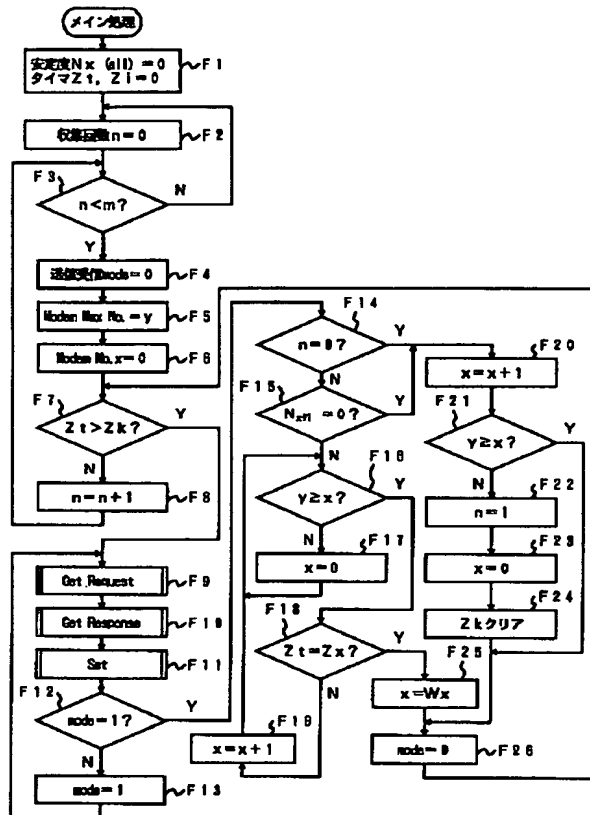 メイン処理
安定度Nx (all) = 0
タイマZt, Zi = 0
F1
収集回数n = 0
F2
F3
n<m?
N
Y
送信受信mode = 0
F4
Modem Max No. = y
F5
Modem No.x = 0
F6
F7
Zt>Zk?
Y
N
n = n+1
F8
Get Request
F9
Get Response
F10
Set
F11
F12
mode = 1?
Y
N
mode = 1
F13
F14
n = 0?
Y
N
F15
= 0?
Y
N
F16
y≥x?
Y
N
F17
x = 0
F18
Zt = Zx?
Y
N
F19
x = x+1
F20
x = x+1
F21
y≥x?
Y
N
F22
n = 1
F23
x = 0
F24
Zkクリア
F25
x = Wx
mode = 0
F26